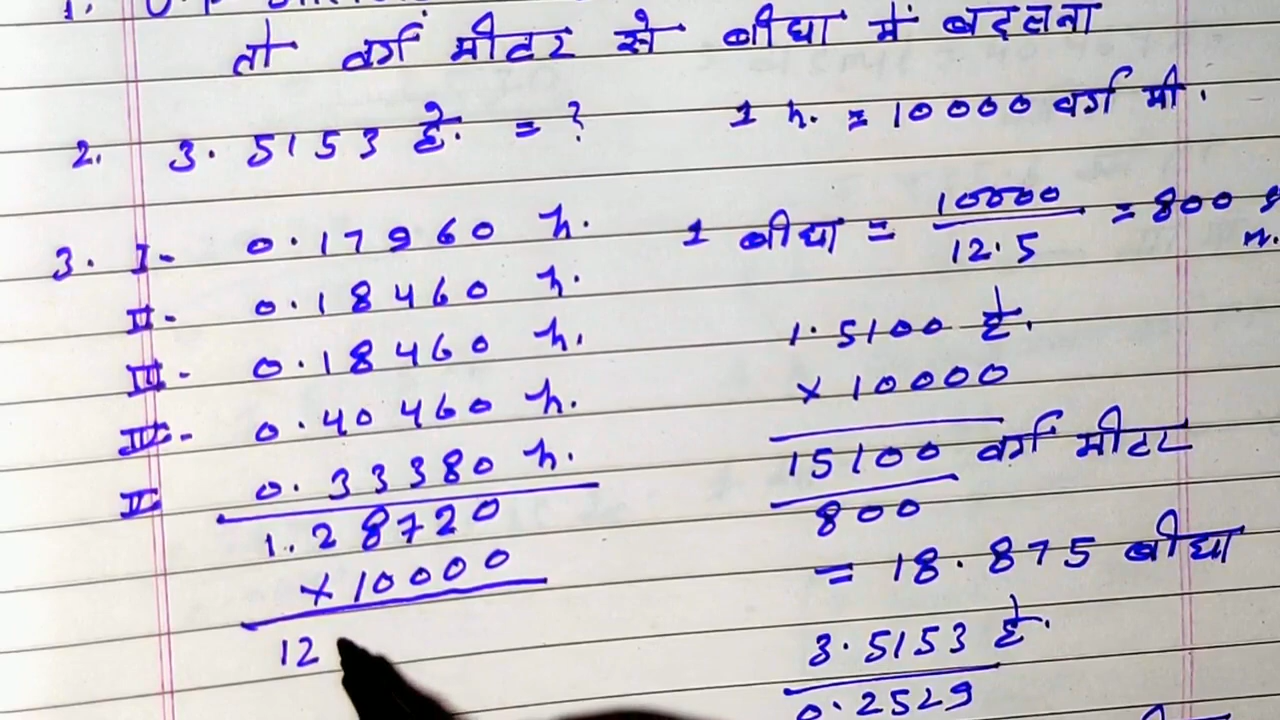 1.
तो वर्ग मीटर से बीघा में बदलना
2. 3.5153 हे. = ? 1 h. = 10000 वर्ग मी.
3. I- 0.17960 h. 1 बीघा = 10000 / 12.5 = 800
II- 0.18460 h.
III- 0.18460 h.
IV- 0.40460 h.
V 0.33380 h.
1.28720
×10000
12
1.5100 हे.
×10000
15100 वर्ग मीटर
800
= 18.875 बीघा
3.5153 हे.
0.2529